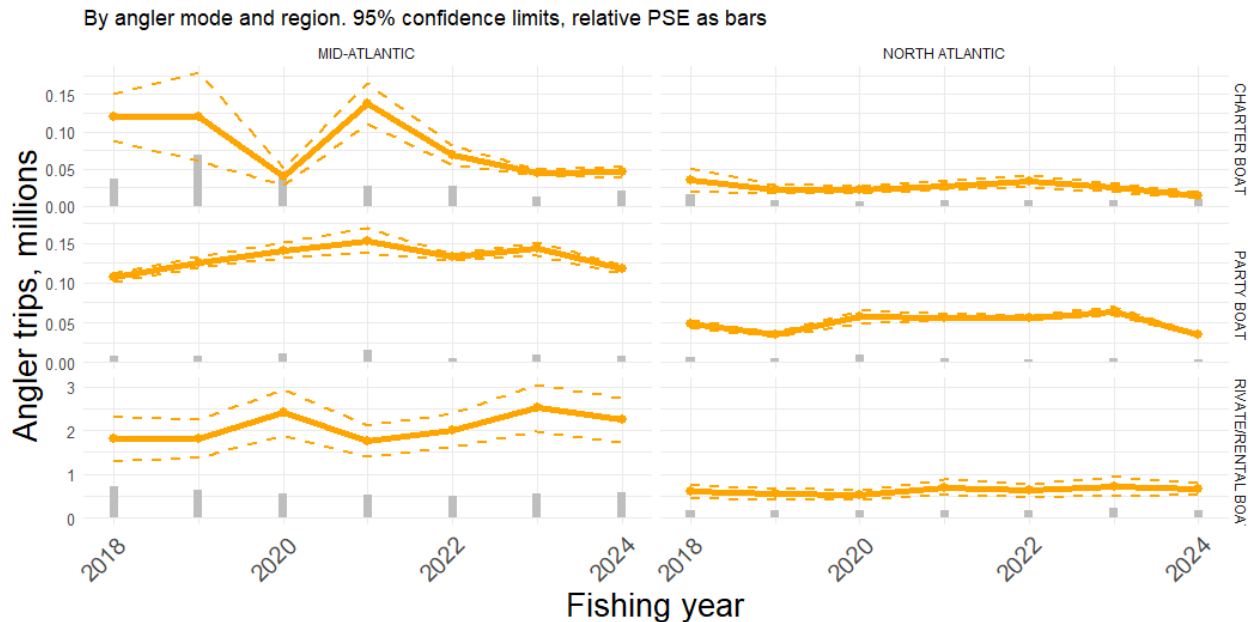 By angler mode and region. 95% confidence limits, relative PSE as bars
MID-ATLANTIC
NORTH ATLANTIC
Angler trips, millions
0.15
0.10
0.05
0.00
CHARTER BOAT
0.15
0.10
0.05
0.00
PARTY BOAT
3
2
1
0
RIVATE/RENTAL BOA
2018
2020
2022
2024
2018
2020
2022
2024
Fishing year